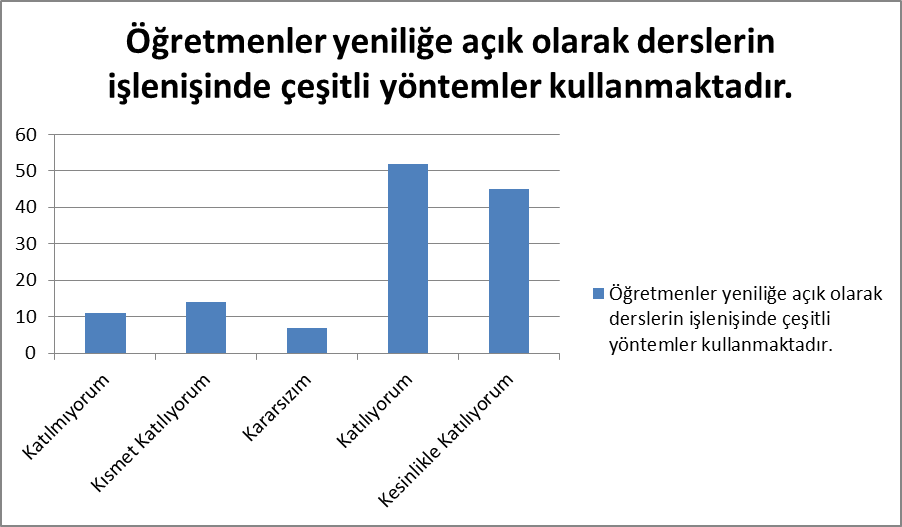 Öğretmenler yeniliğe açık olarak derslerin
işlenişinde çeşitli yöntemler kullanmaktadır.
60
50
40
30
20
10
0
Katılmıyorum
Kısmet Katılıyorum
Kararsızım
Katılıyorum
Kesinlikle Katılıyorum
Öğretmenler yeniliğe açık olarak
derslerin işlenişinde çeşitli
yöntemler kullanmaktadır.